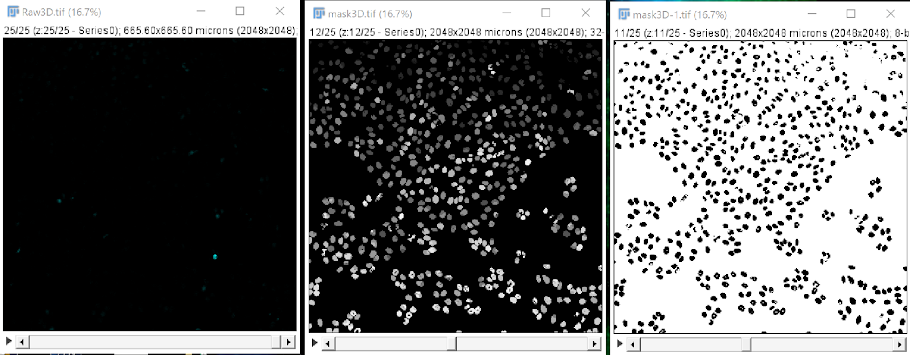 Raw3D.tif (16.7%)
25/25 (z:25/25 - Series0); 665.60x665.60 microns (2048x2048);
mask3D.tif (16.7%)
12/25 (z:12/25 - Series0); 2048x2048 microns (2048x2048); 32-
mask3D-1.tif (16.7%)
11/25 (z:11/25 - Series0); 2048x2048 microns (2048x2048); 8-b